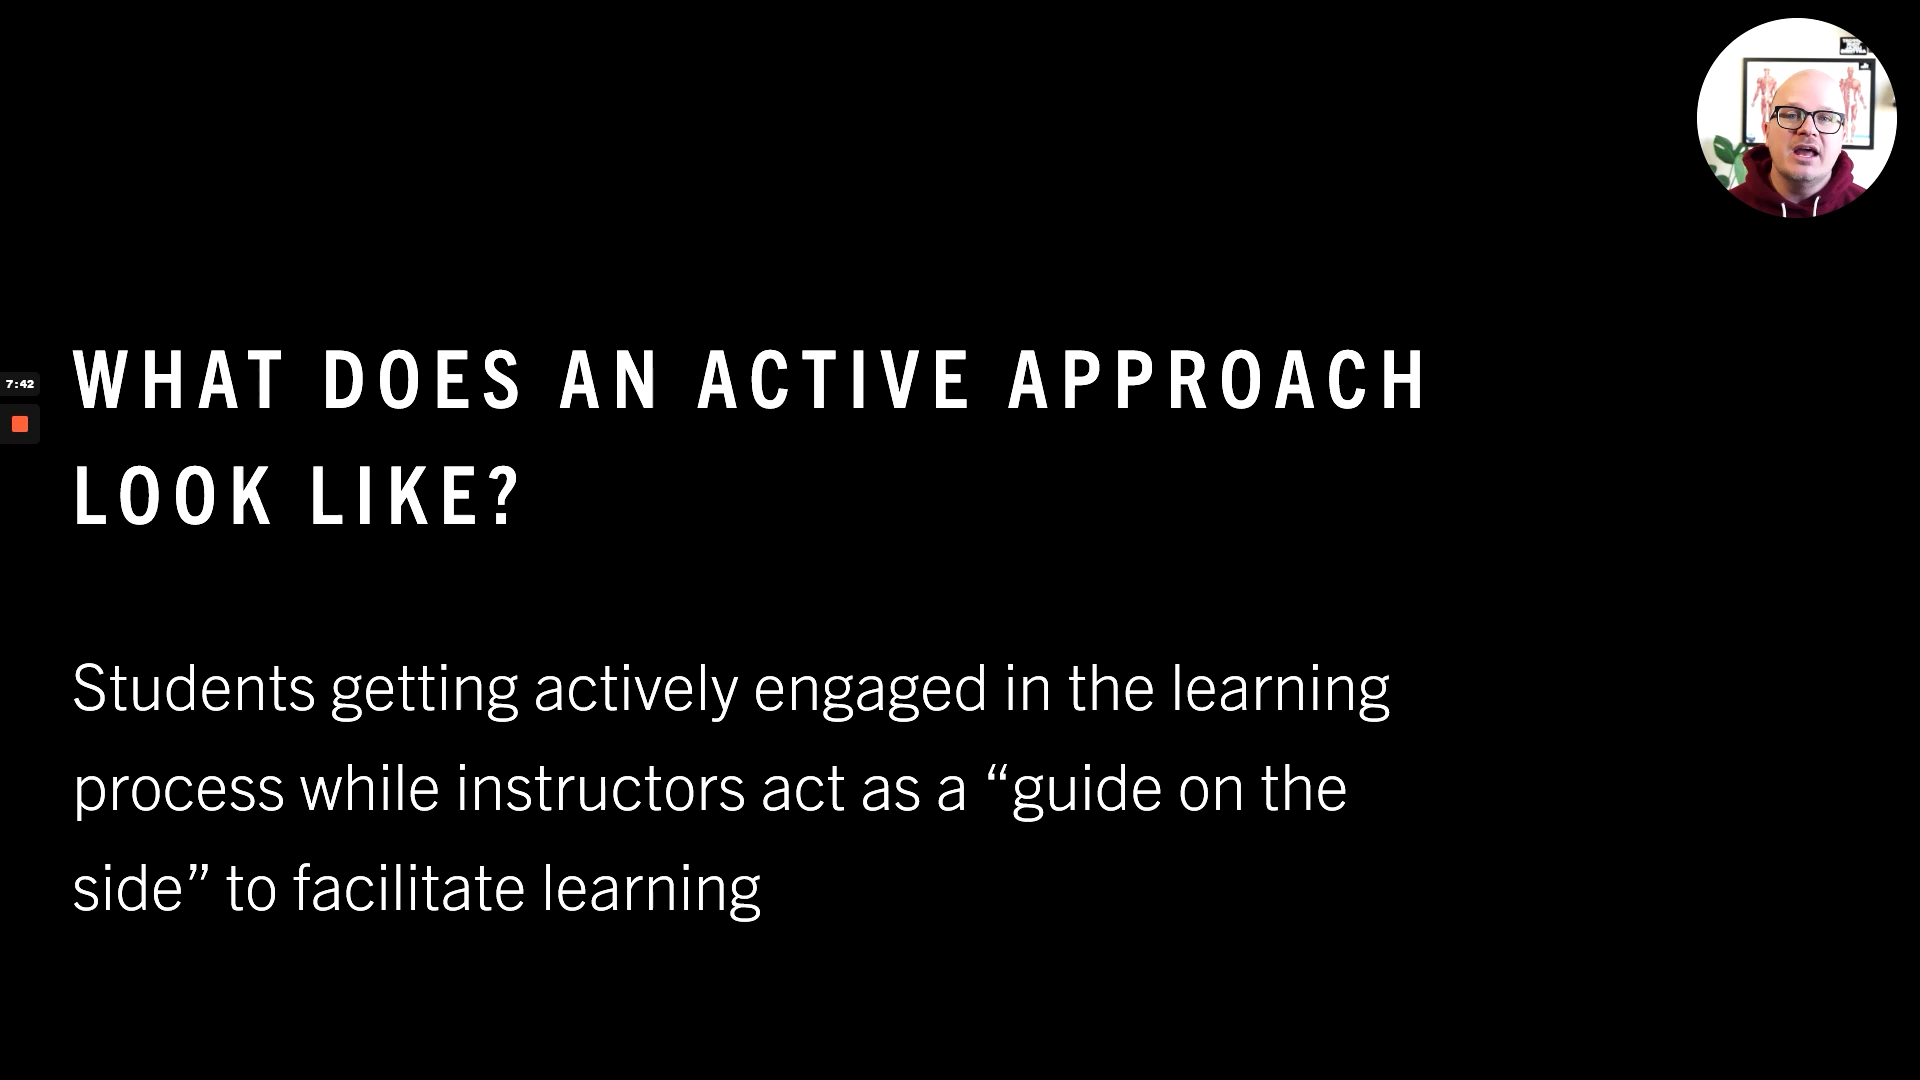 WHAT DOES AN ACTIVE APPROACH
LOOK LIKE?
7:42
Students getting actively engaged in the learning
process while instructors act as a “guide on the
side” to facilitate learning